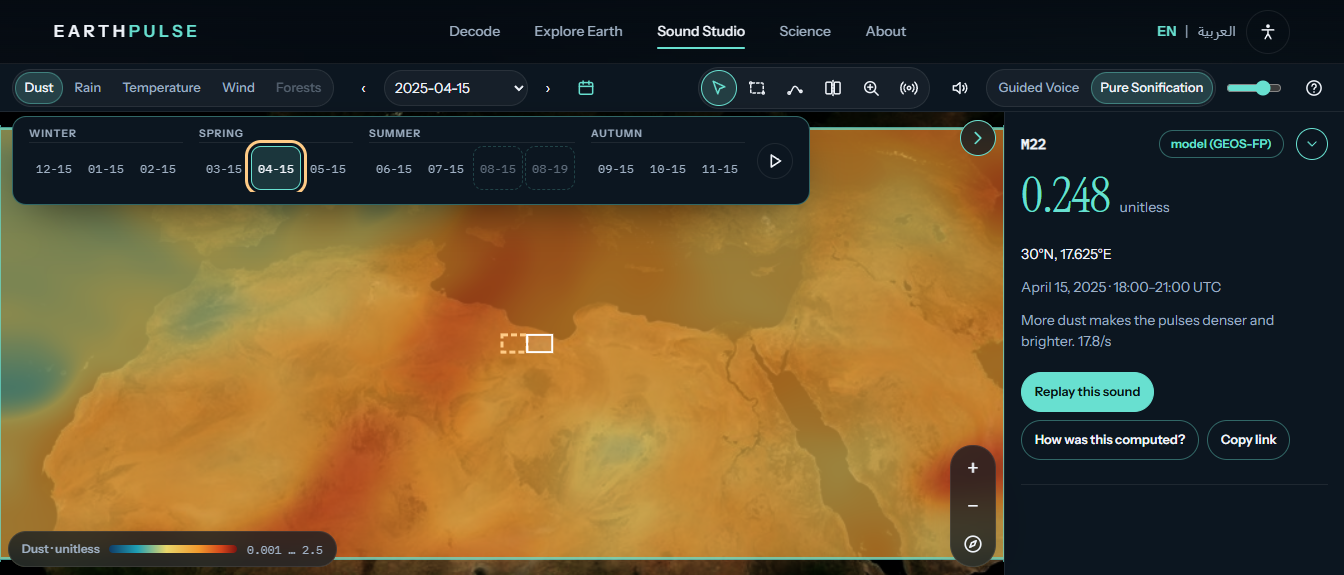 EARTHPULSE
Decode Explore Earth Sound Studio Science About
EN | العربية
Dust Rain Temperature Wind Forests
‹ 2025-04-15 ›
Guided Voice Pure Sonification
WINTER SPRING SUMMER AUTUMN
12-15 01-15 02-15 03-15 04-15 05-15 06-15 07-15 08-15 08-19 09-15 10-15 11-15
M22 model (GEOS-FP)
0.248 unitless
30°N, 17.625°E
April 15, 2025 · 18:00–21:00 UTC
More dust makes the pulses denser and
brighter. 17.8/s
Replay this sound
How was this computed? Copy link
+
−
Dust · unitless 0.001 … 2.5